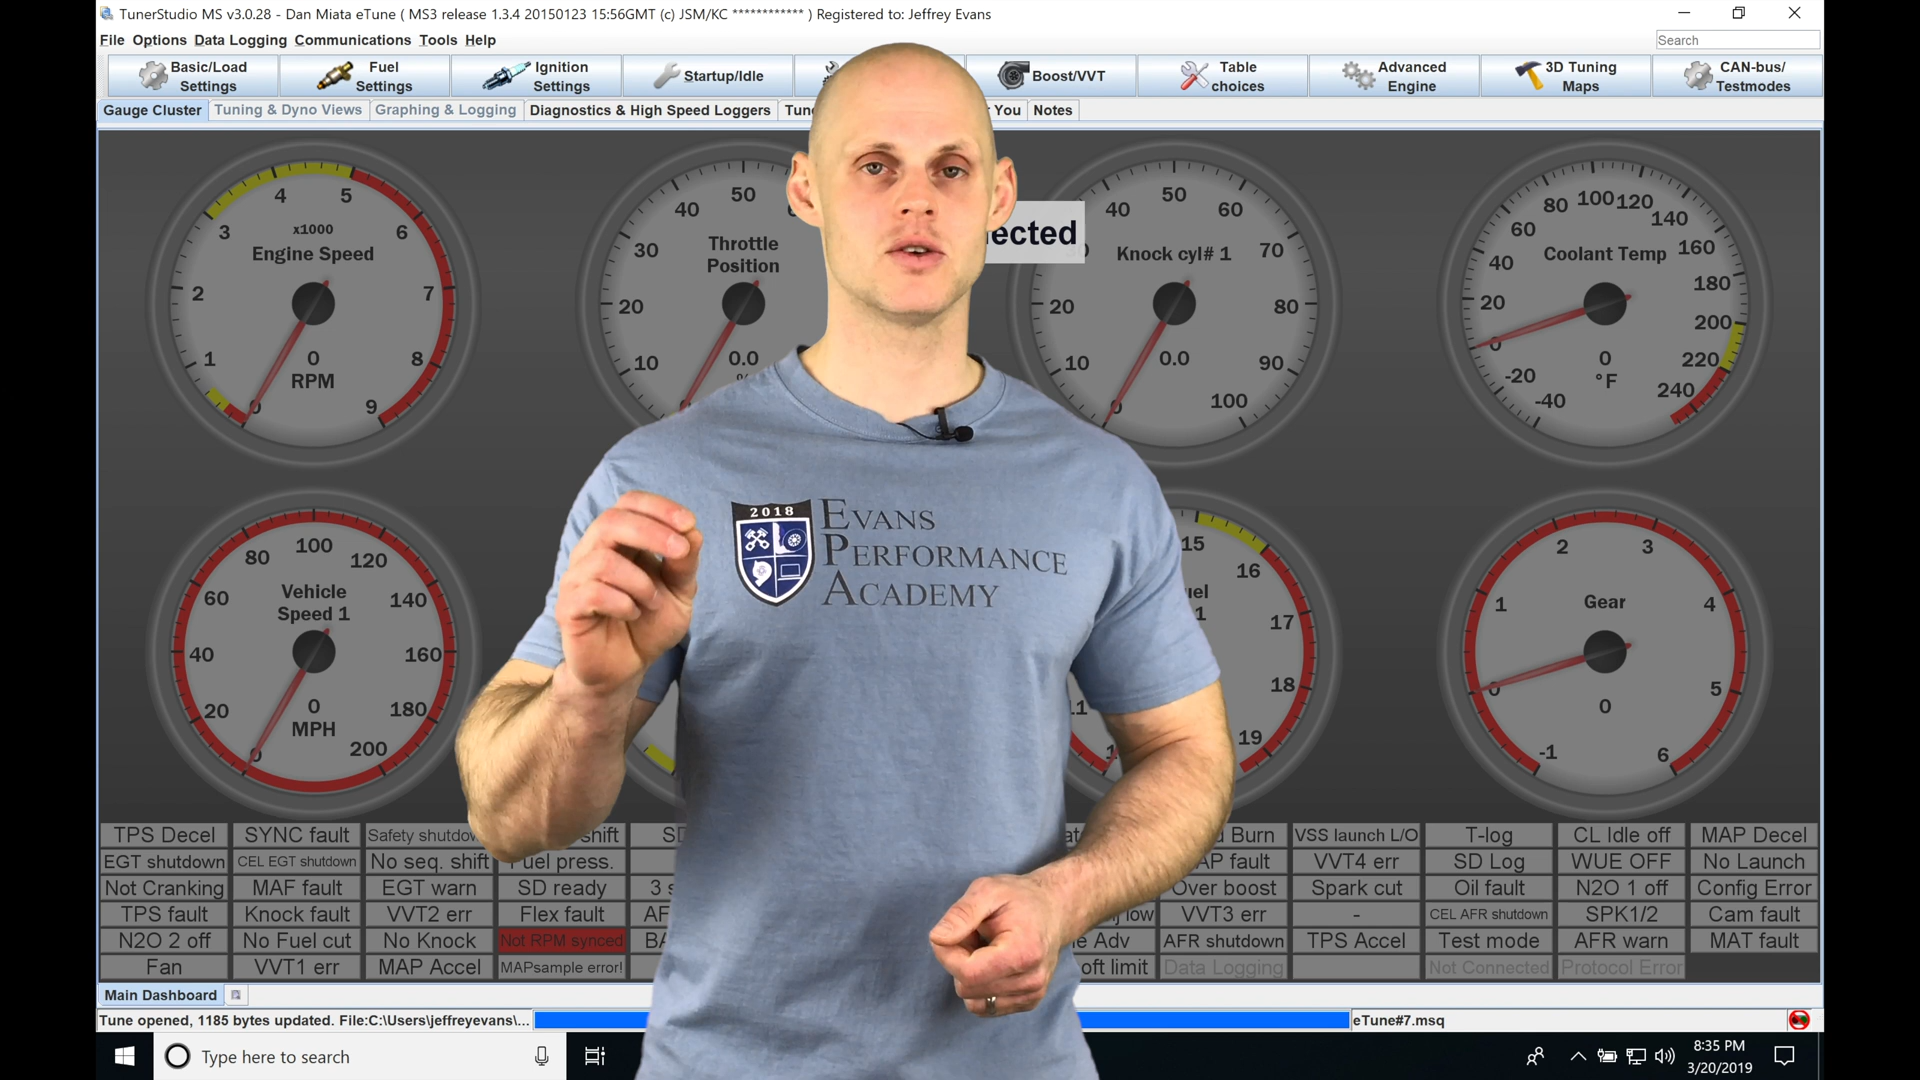 TunerStudio MS v3.0.28 - Dan Miata eTune ( MS3 release 1.3.4 20150123 15:56GMT (c) JSM/KC ************ ) Registered to: Jeffrey Evans
File Options Data Logging Communications Tools Help
Search
Basic/Load Settings
Fuel Settings
Ignition Settings
Startup/Idle
Boost/VVT
Table choices
Advanced Engine
3D Tuning Maps
CAN-bus/ Testmodes
Gauge Cluster
Tuning & Dyno Views
Graphing & Logging
Diagnostics & High Speed Loggers
You
Notes
1 2 3 4 5 6 7 8 9
x1000
Engine Speed
0
RPM
10 20 30 40 50
Throttle Position
0.0
0 10 20 40 50 60 70 80 90 100
Knock cyl# 1
0.0
-40 -20 0 20 40 60 80 100 120 140 160 180 200 220 240
Coolant Temp
0
°F
0 20 40 60 80 100 120 140 160 180 200
Vehicle Speed 1
0
MPH
2018
EVANS
PERFORMANCE
ACADEMY
15 16 17 18 19
-1 0 1 2 3 4 5 6
Gear
0
TPS Decel SYNC fault Burn VSS launch L/O T-log CL Idle off MAP Decel
EGT shutdown CEL EGT shutdown No seq. shift Fuel press. fault VVT4 err SD Log WUE OFF No Launch
Not Cranking MAF fault EGT warn SD ready Over boost Spark cut Oil fault N2O 1 off Config Error
TPS fault Knock fault VVT2 err Flex fault low VVT3 err - CEL AFR shutdown SPK1/2 Cam fault
N2O 2 off No Fuel cut No Knock Not RPM synced Adv AFR shutdown TPS Accel Test mode AFR warn MAT fault
Fan VVT1 err MAP Accel MAPsample error! limit Data Logging Not Connected Protocol Error
Main Dashboard
Tune opened, 1185 bytes updated. File:C:\Users\jeffreyevans\... eTune#7.msq
Type here to search
8:35 PM
3/20/2019